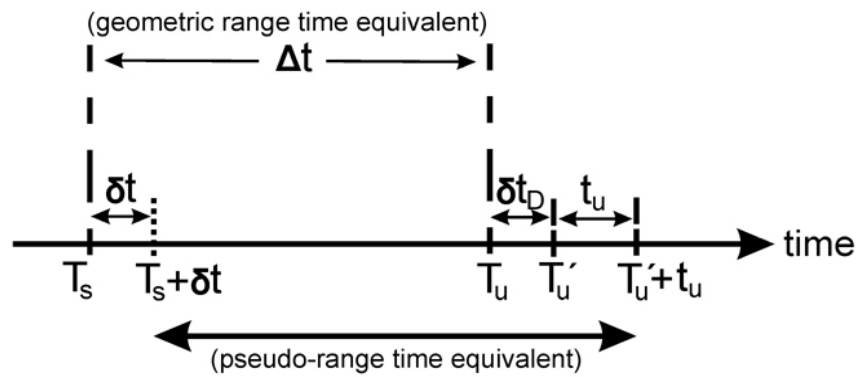 (geometric range time equivalent)
Δt
δt
δt_D
t_u
time
T_s
T_s+δt
T_u
T_u´
T_u´+t_u
(pseudo-range time equivalent)